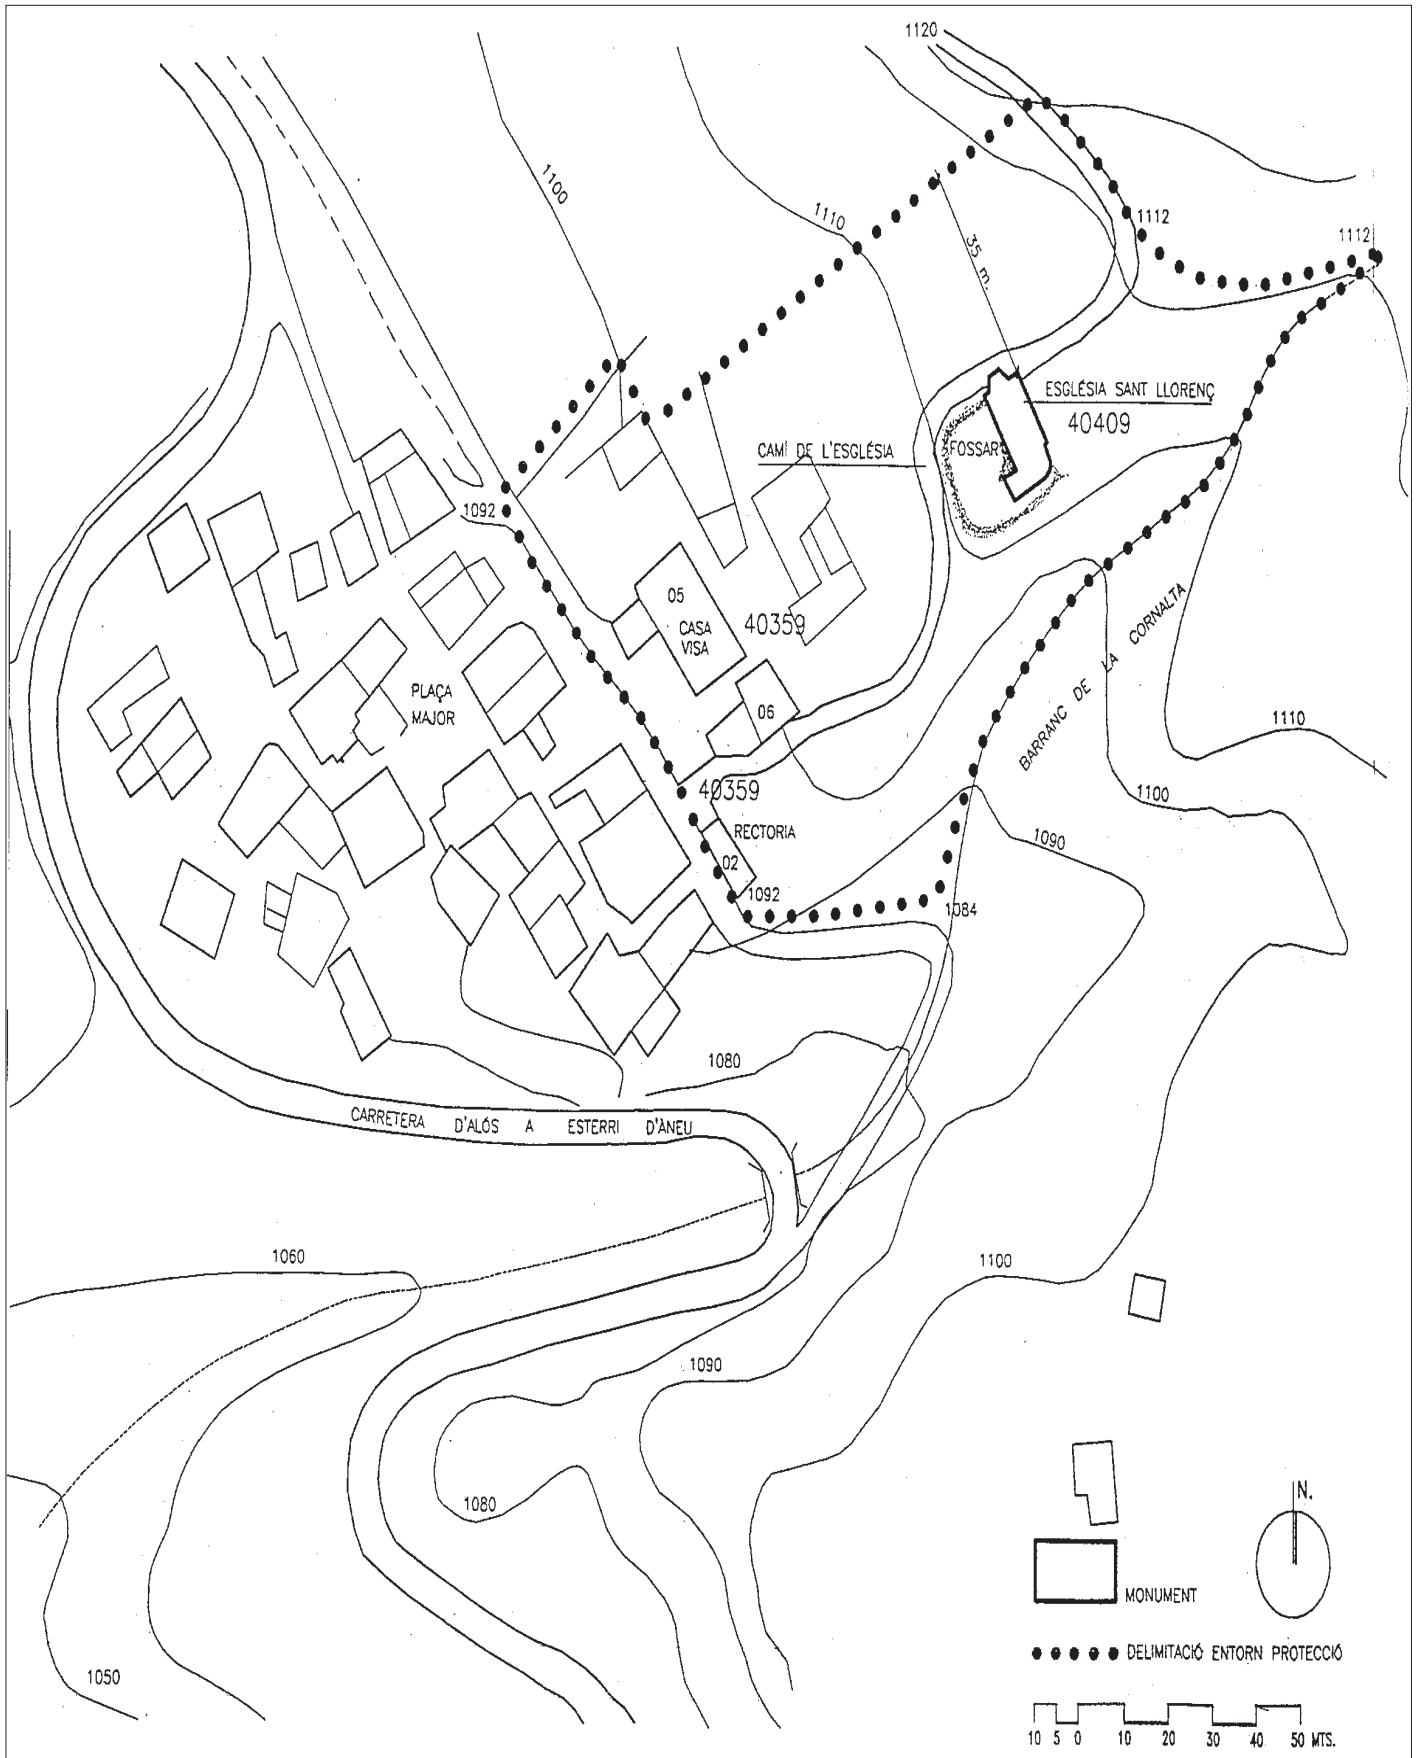 1120
1100
1110
1112
1112
35 m.
ESGLÉSIA SANT LLORENÇ
40409
CAMÍ DE L'ESGLÉSIA
FOSSAR
1092
05
CASA
VISA
40359
PLAÇA
MAJOR
06
BARRANC DE LA CORNALTA
1110
40359
1100
RECTORIA
02
1090
1092
1084
1080
CARRETERA D'ALÓS A ESTERRI D'ÀNEU
1060
1100
1090
1080
N.
MONUMENT
DELIMITACIÓ ENTORN PROTECCIÓ
1050
10 5 0 10 20 30 40 50 MTS.